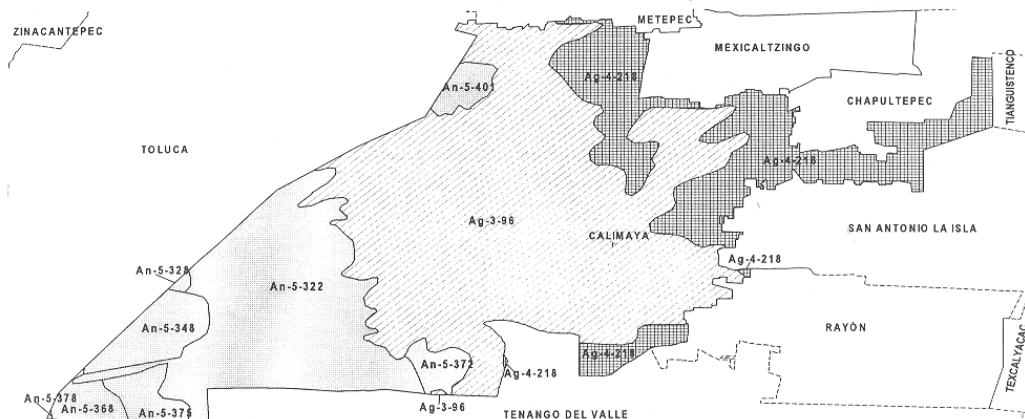 METEPEC
ZINACANTEPEC
MEXICALTZINGO
Ag-4-218
An-5-401
TIANGUISTENCO
CHAPULTEPEC
TOLUCA
Ag-4-218
Ag-3-96
CALIMAYA
SAN ANTONIO LA ISLA
Ag-4-218
An-5-328
An-5-322
An-5-348
RAYÓN
Ag-4-218
An-5-372
Ag-4-218
TEXCALYACAC
An-5-378
An-5-368
An-5-375
Ag-3-96
TENANGO DEL VALLE